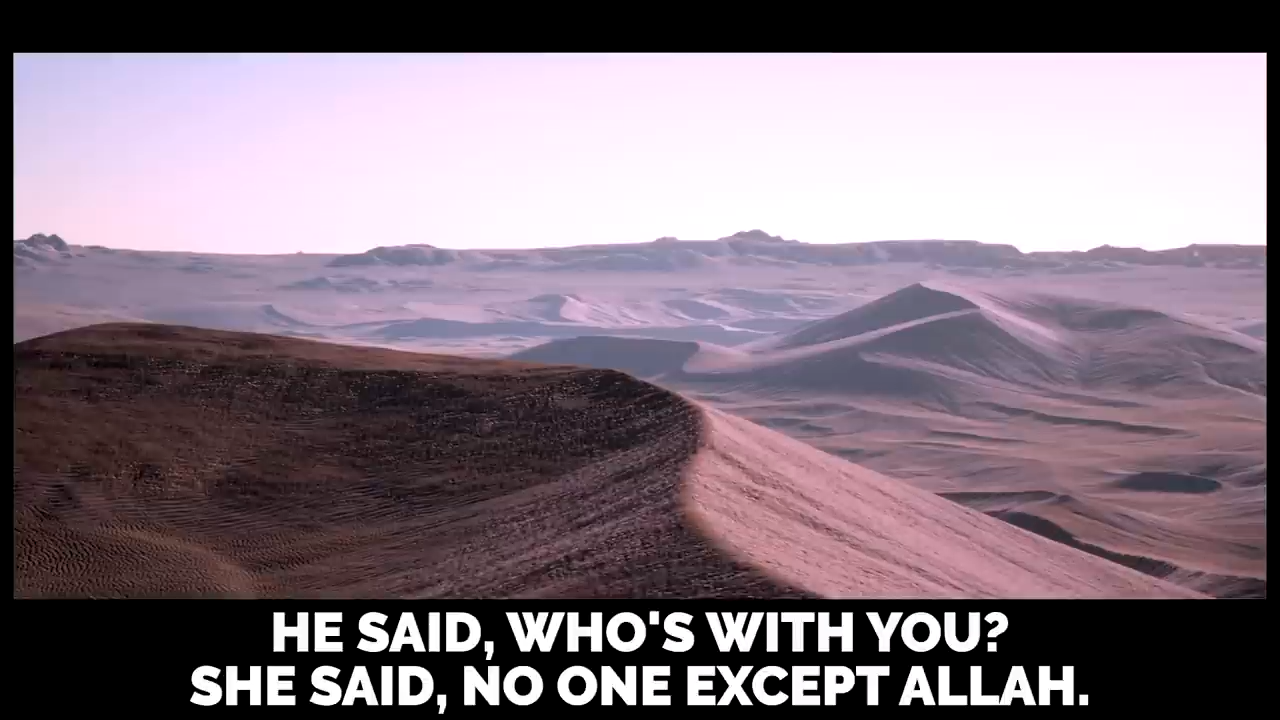 HE SAID, WHO'S WITH YOU?
SHE SAID, NO ONE EXCEPT ALLAH.